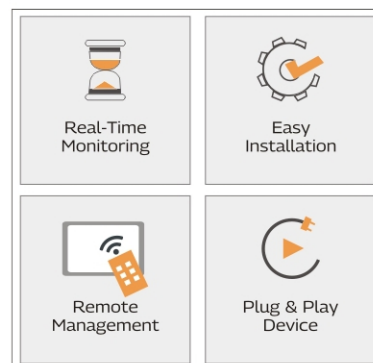 Real-Time
Monitoring
Easy
Installation
Remote
Management
Plug & Play
Device